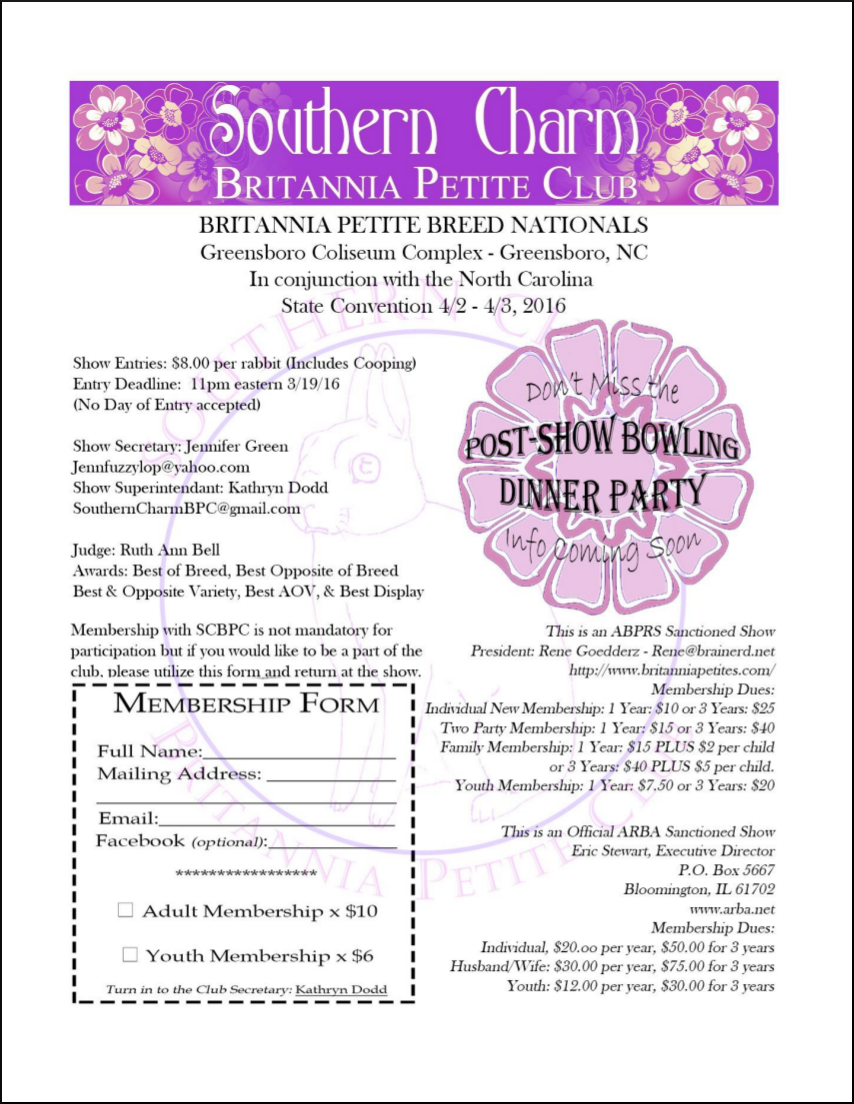 Southern Charm
BRITANNIA PETITE CLUB
BRITANNIA PETITE BREED NATIONALS
Greensboro Coliseum Complex - Greensboro, NC
In conjunction with the North Carolina
State Convention 4/2 - 4/3, 2016
Show Entries: $8.00 per rabbit (Includes Cooping)
Entry Deadline: 11pm eastern 3/19/16
(No Day of Entry accepted)
Show Secretary: Jennifer Green
Jennfuzzylop@yahoo.com
Show Superintendant: Kathryn Dodd
SouthernCharmBPC@gmail.com
Judge: Ruth Ann Bell
Awards: Best of Breed, Best Opposite of Breed
Best & Opposite Variety, Best AOV, & Best Display
Membership with SCBPC is not mandatory for
participation but if you would like to be a part of the
club, please utilize this form and return at the show.
MEMBERSHIP FORM
Full Name:____________________
Mailing Address: ______________
________________________________
Email:__________________________
Facebook (optional):______________
*****************
☐ Adult Membership x $10
☐ Youth Membership x $6
Turn in to the Club Secretary: Kathryn Dodd
Don't Miss the
POST-SHOW BOWLING
DINNER PARTY
Info Coming Soon
This is an ABPRS Sanctioned Show
President: Rene Goedderz - Rene@brainerd.net
http://www.britanniapetites.com/
Membership Dues:
Individual New Membership: 1 Year: $10 or 3 Years: $25
Two Party Membership: 1 Year: $15 or 3 Years: $40
Family Membership: 1 Year: $15 PLUS $2 per child
or 3 Years: $40 PLUS $5 per child.
Youth Membership: 1 Year: $7.50 or 3 Years: $20
This is an Official ARBA Sanctioned Show
Eric Stewart, Executive Director
P.O. Box 5667
Bloomington, IL 61702
www.arba.net
Membership Dues:
Individual, $20.oo per year, $50.00 for 3 years
Husband/Wife: $30.00 per year, $75.00 for 3 years
Youth: $12.00 per year, $30.00 for 3 years